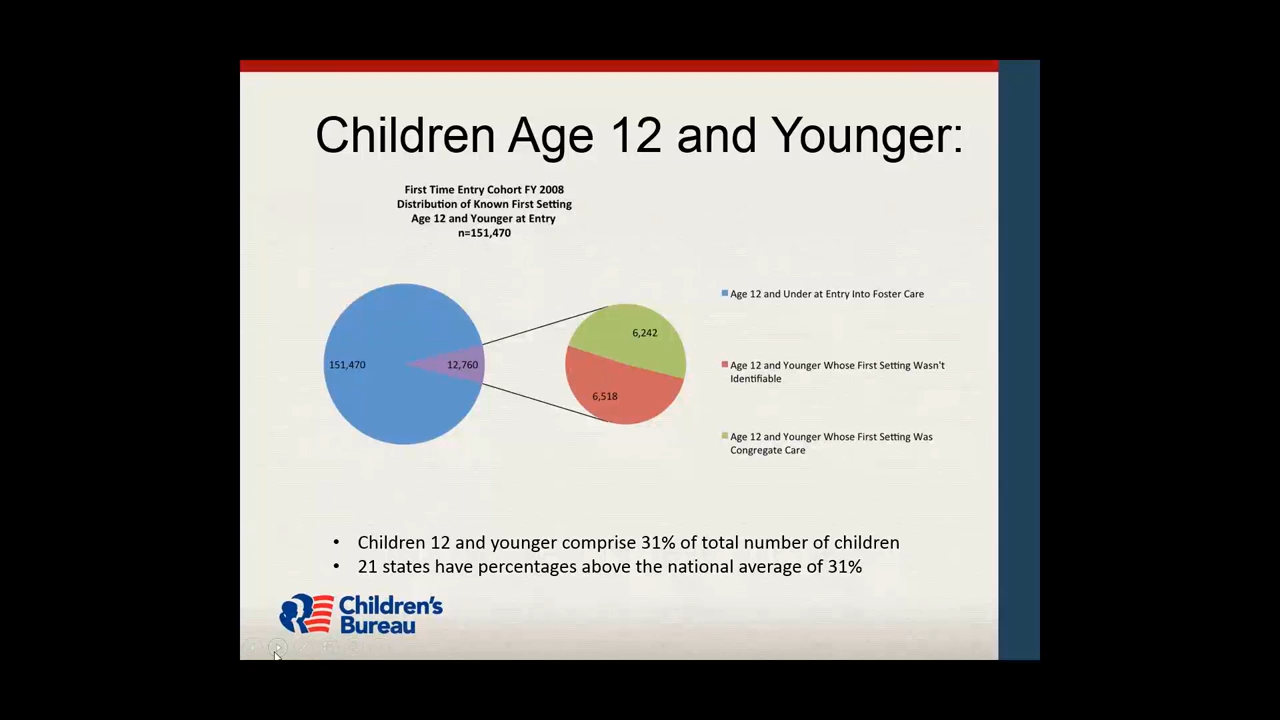 Children Age 12 and Younger:
First Time Entry Cohort FY 2008
Distribution of Known First Setting
Age 12 and Younger at Entry
n=151,470
151,470
12,760
6,242
6,518
Age 12 and Under at Entry Into Foster Care
Age 12 and Younger Whose First Setting Wasn't
Identifiable
Age 12 and Younger Whose First Setting Was
Congregate Care
• Children 12 and younger comprise 31% of total number of children
• 21 states have percentages above the national average of 31%
Children's
Bureau